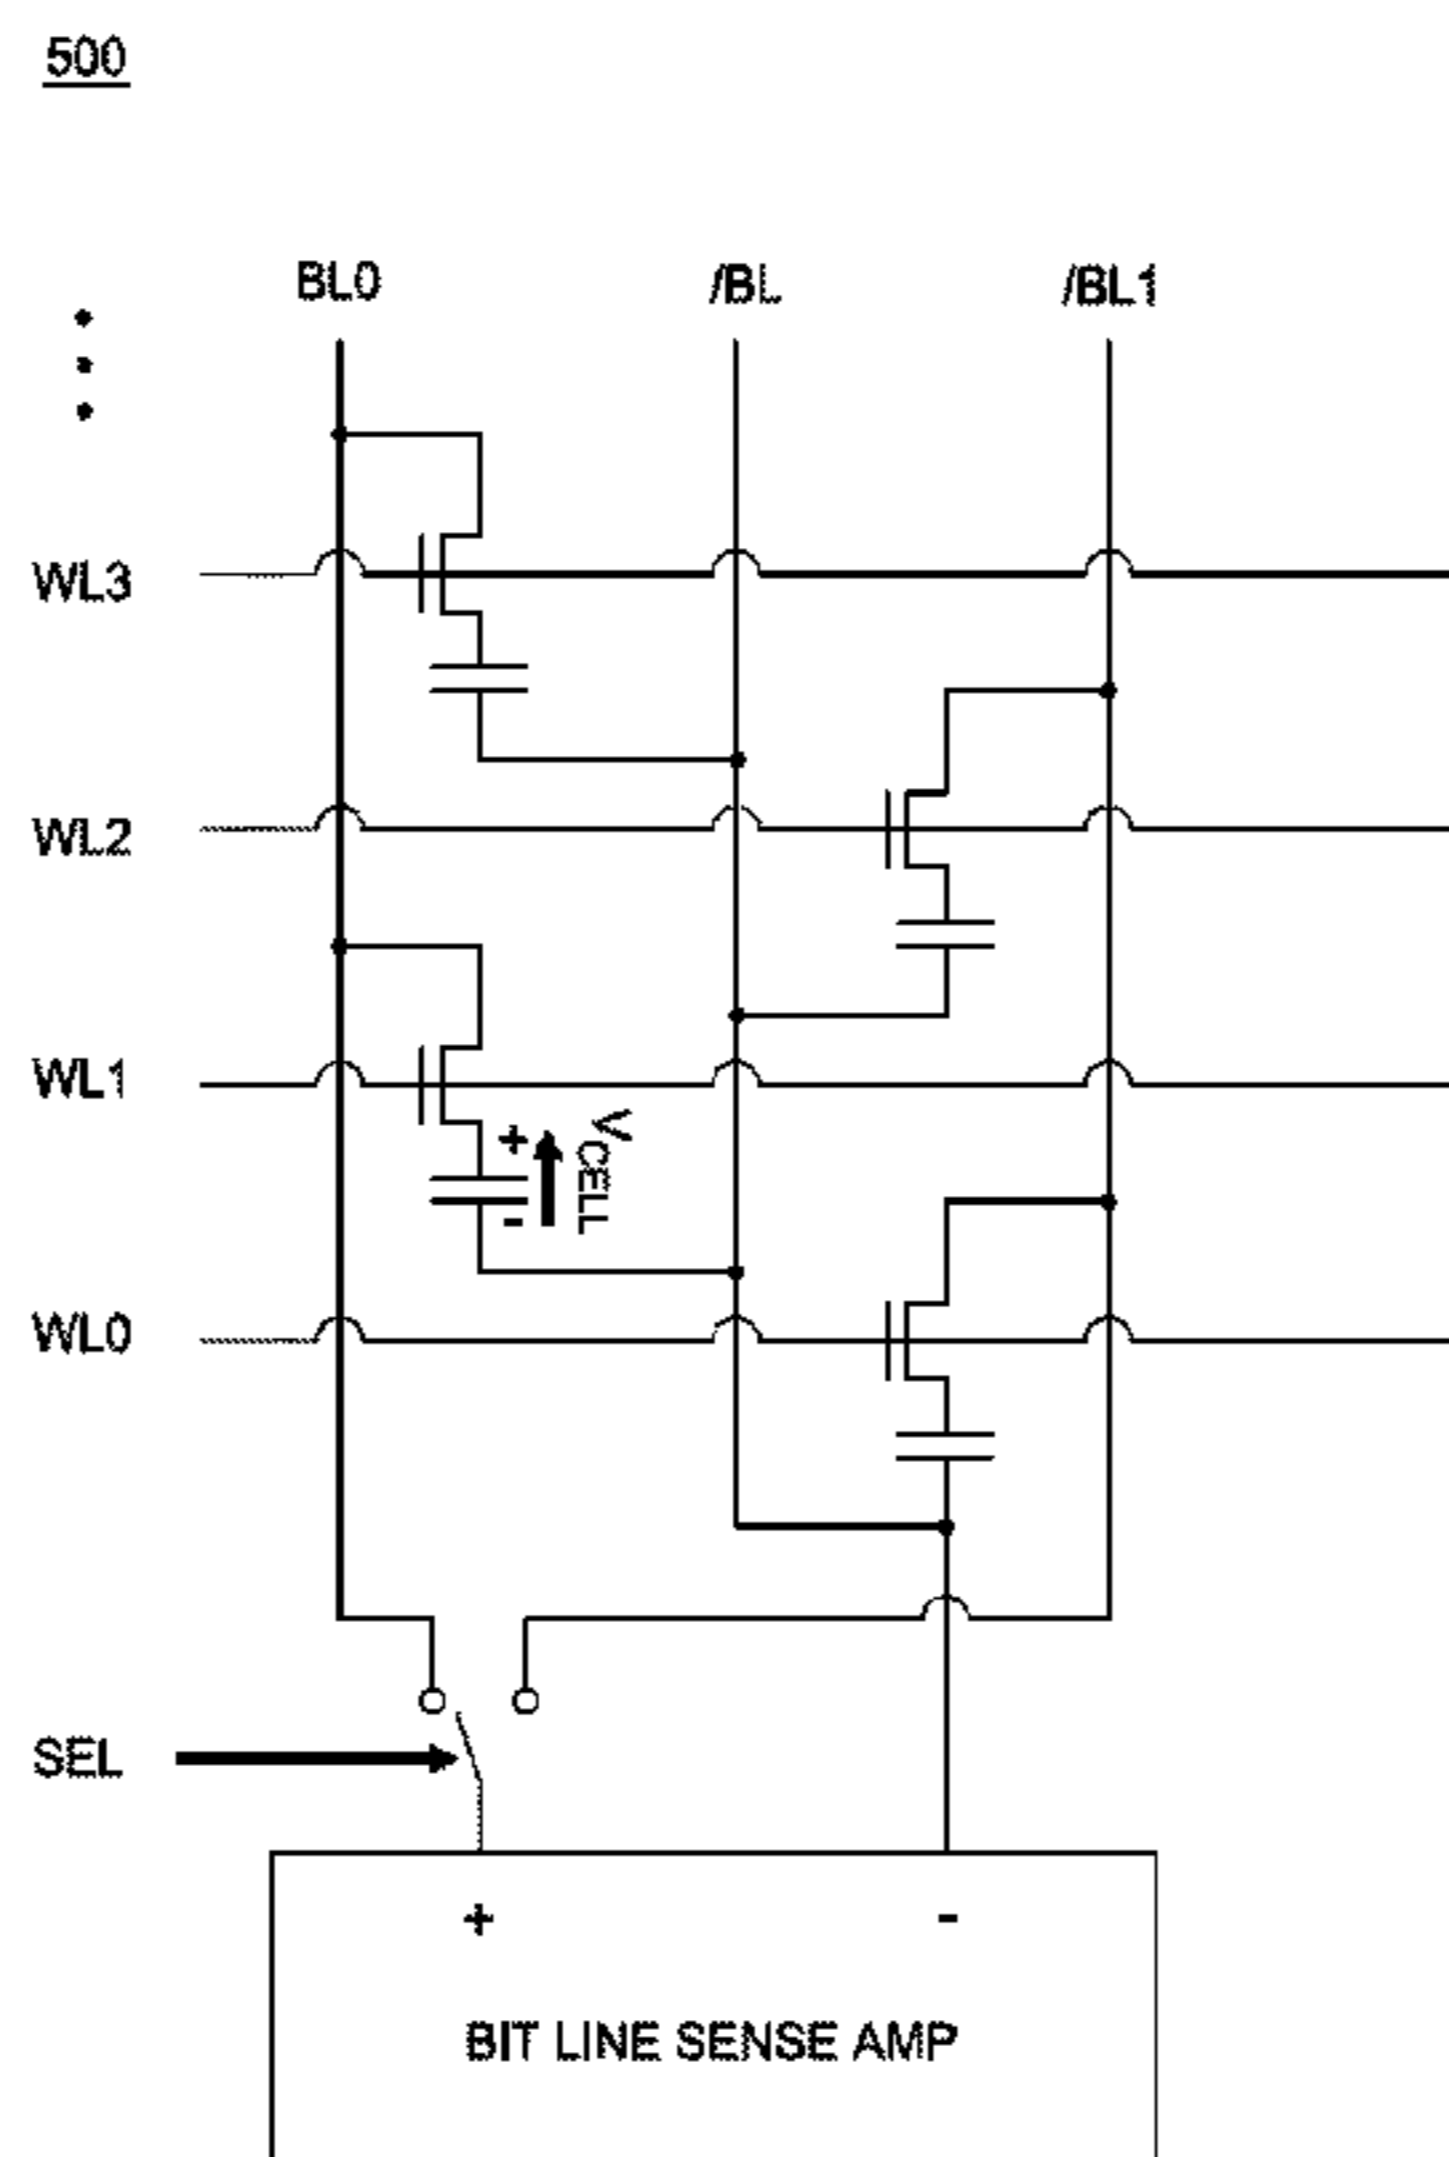 500
BL0 /BL /BL1
WL3
WL2
WL1
+
VCELL
-
WL0
SEL
+ -
BIT LINE SENSE AMP